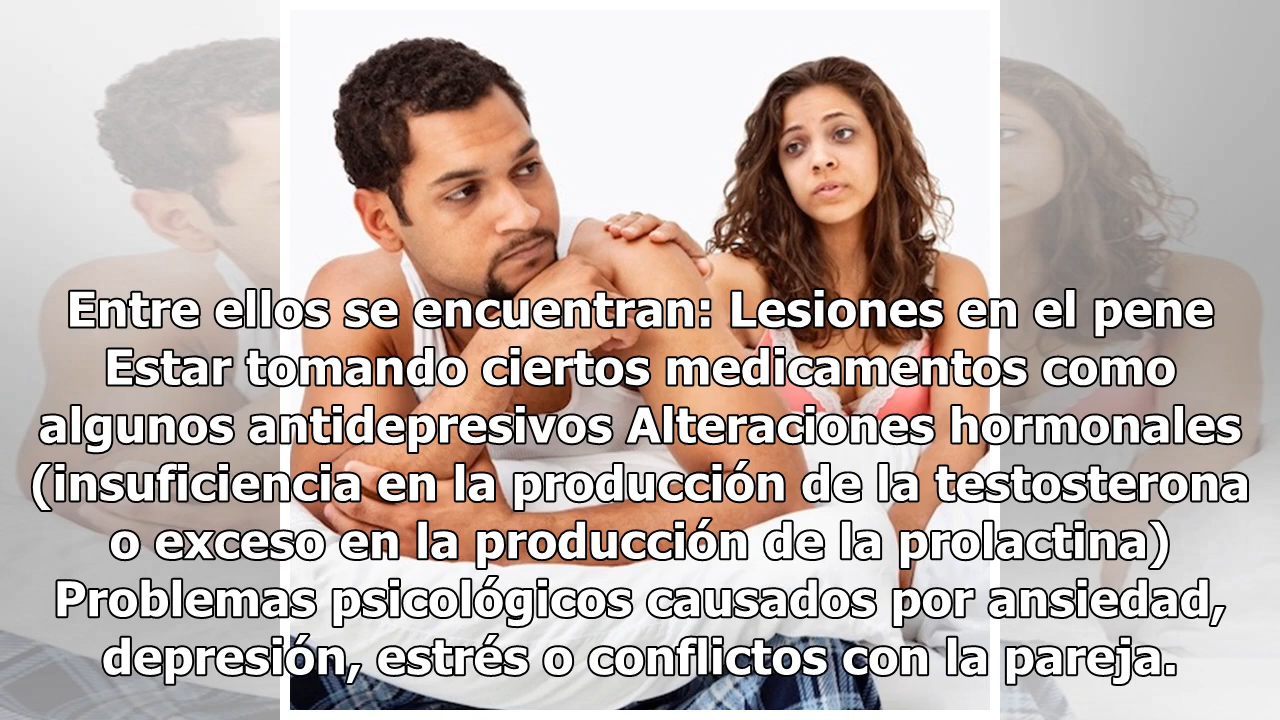 Entre ellos se encuentran: Lesiones en el pene
Estar tomando ciertos medicamentos como
algunos antidepresivos Alteraciones hormonales
(insuficiencia en la producción de la testosterona
o exceso en la producción de la prolactina)
Problemas psicológicos causados por ansiedad,
depresión, estrés o conflictos con la pareja.